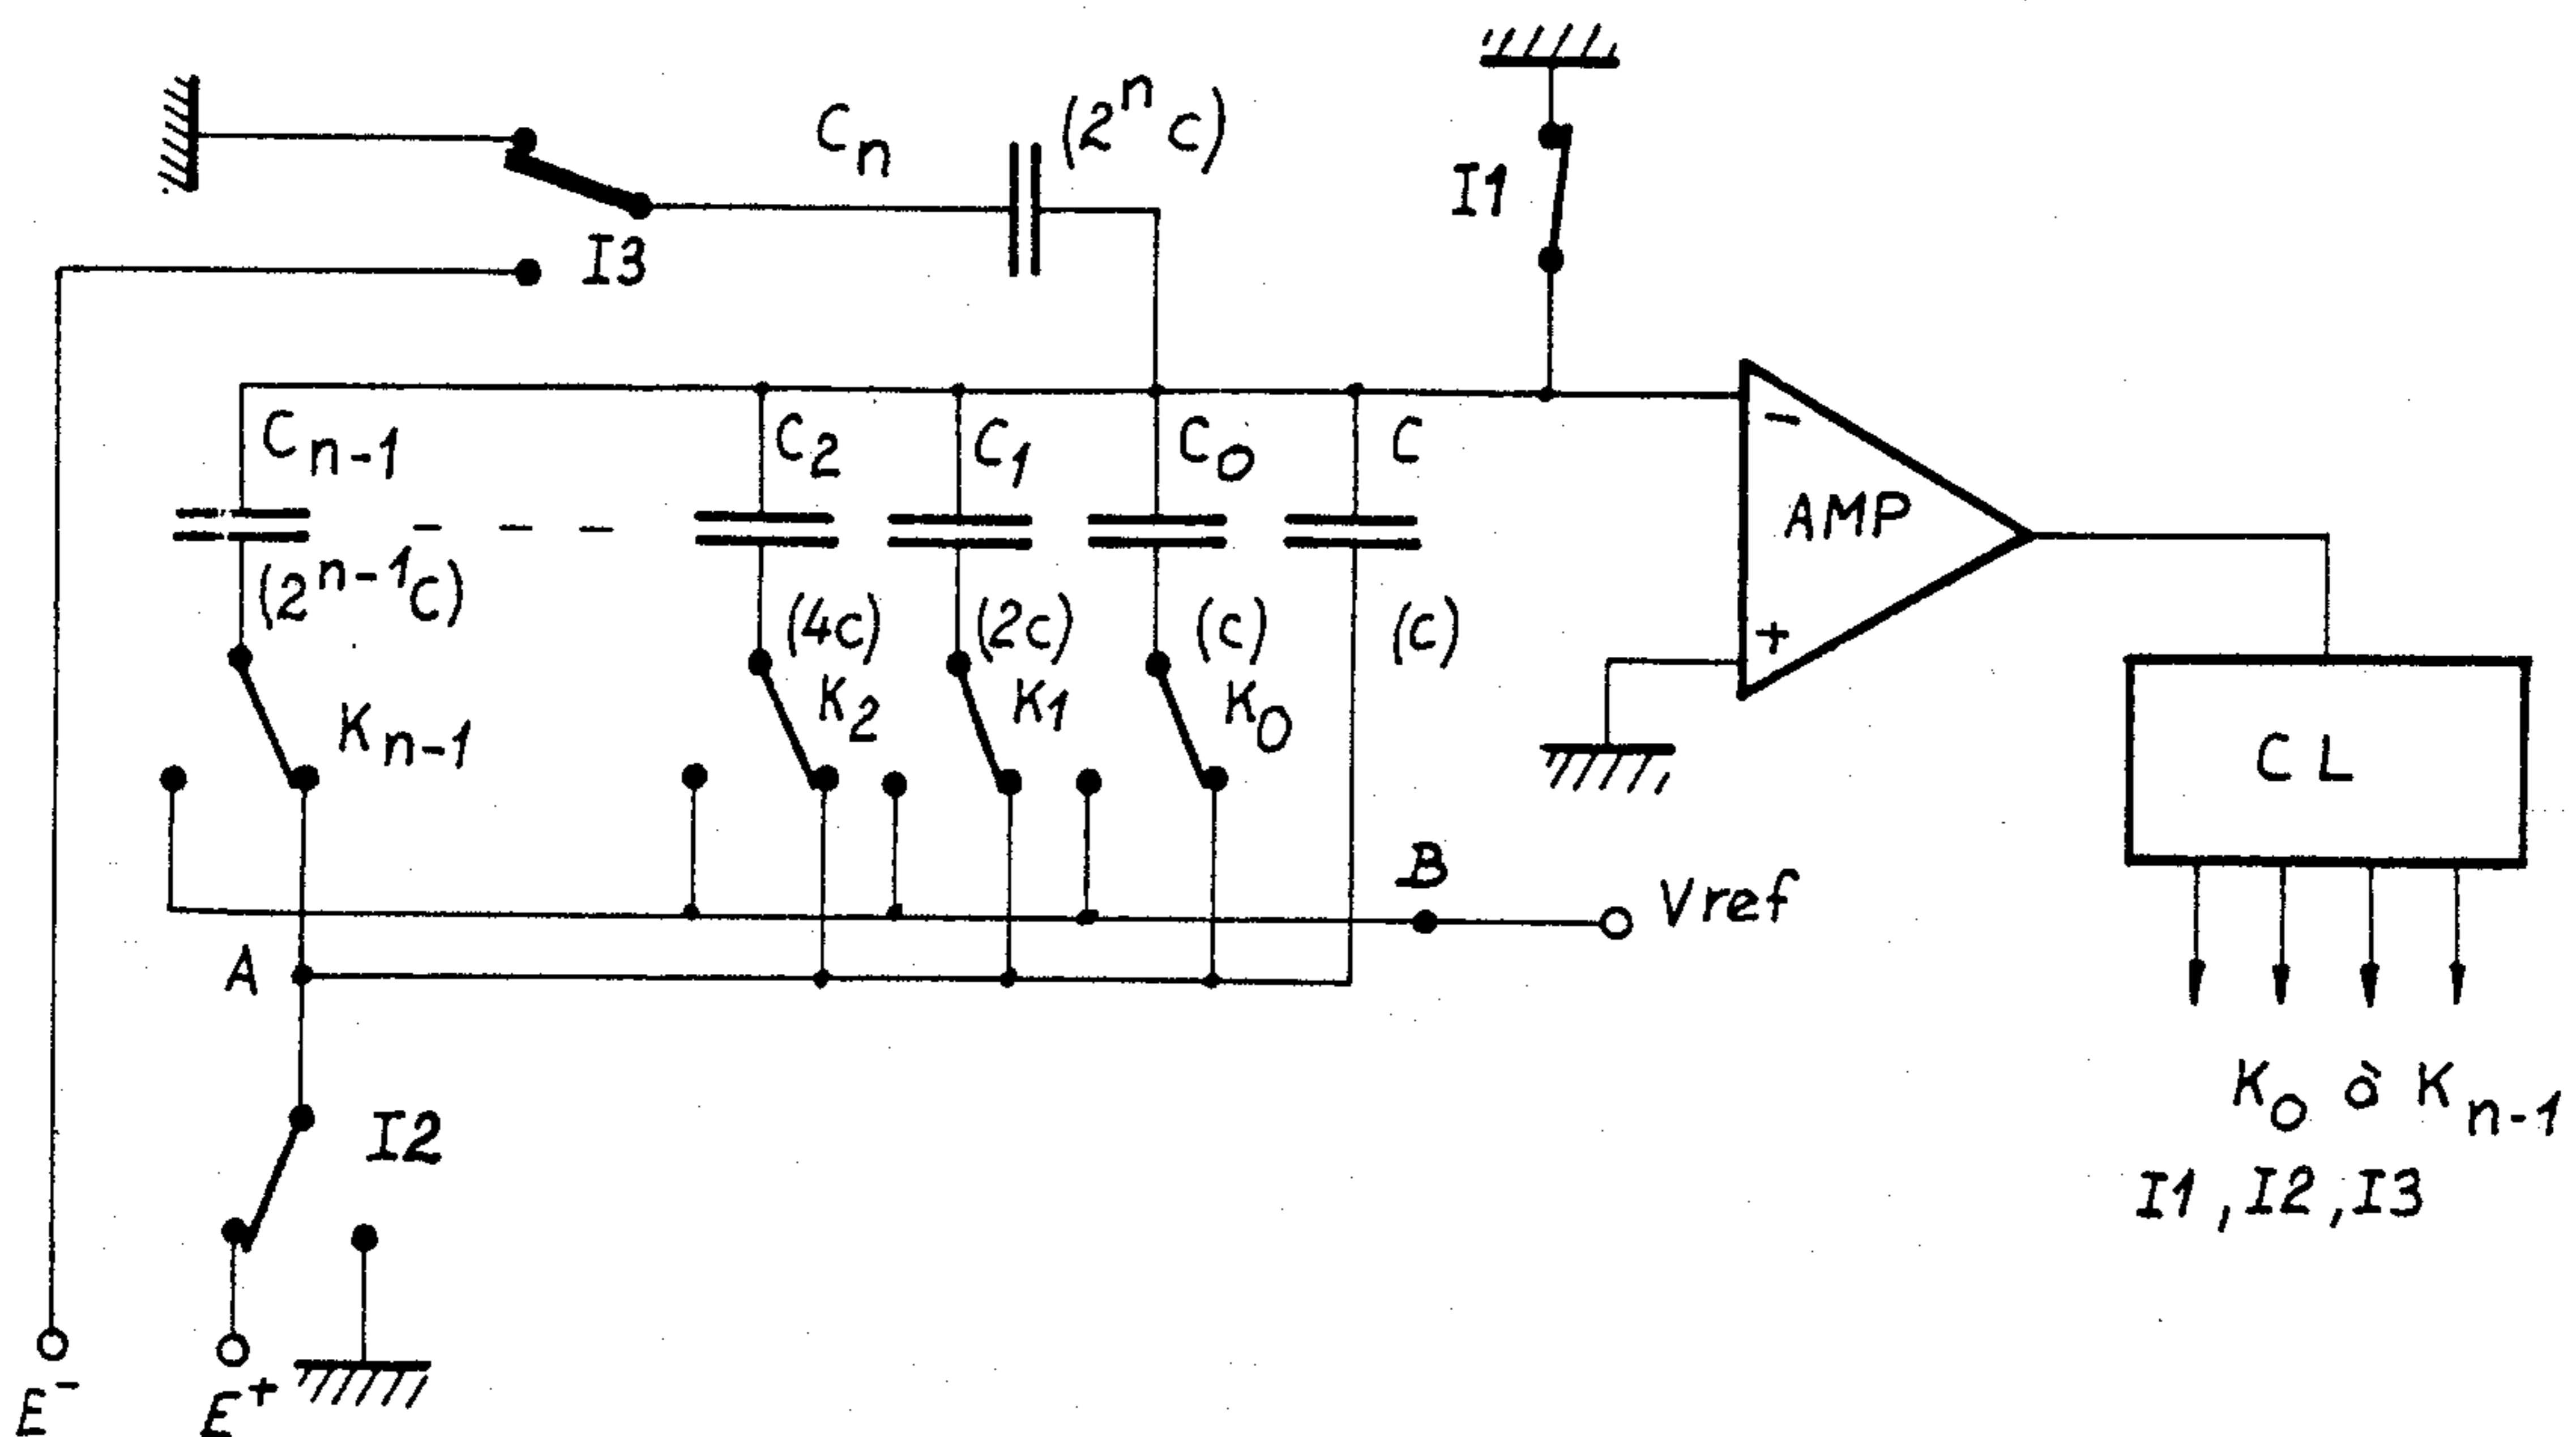 Cn (2^n C)
I1
I3
Cn-1 C2 C1 C0 C
-
AMP
(2^n-1 C) (4C) (2C) (C) (C)
+
Kn-1 K2 K1 K0
CL
B Vref
A
I2
K0 à Kn-1
I1, I2, I3
E- E+